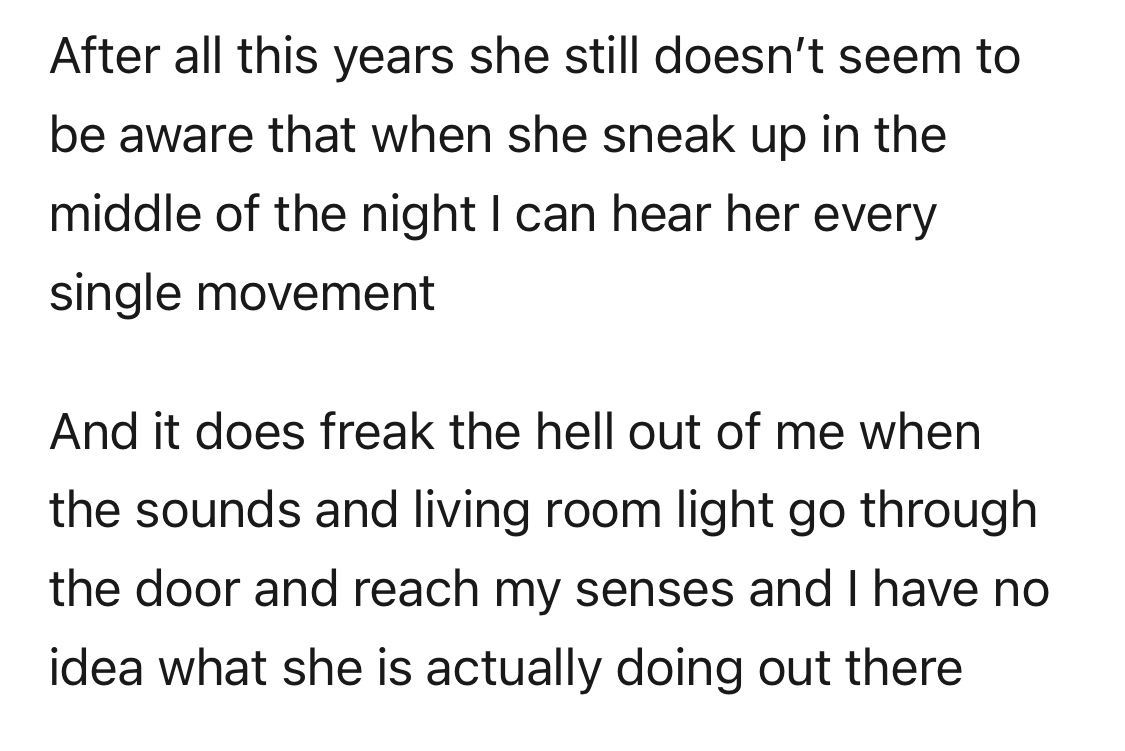 After all this years she still doesn’t seem to
be aware that when she sneak up in the
middle of the night I can hear her every
single movement
And it does freak the hell out of me when
the sounds and living room light go through
the door and reach my senses and I have no
idea what she is actually doing out there